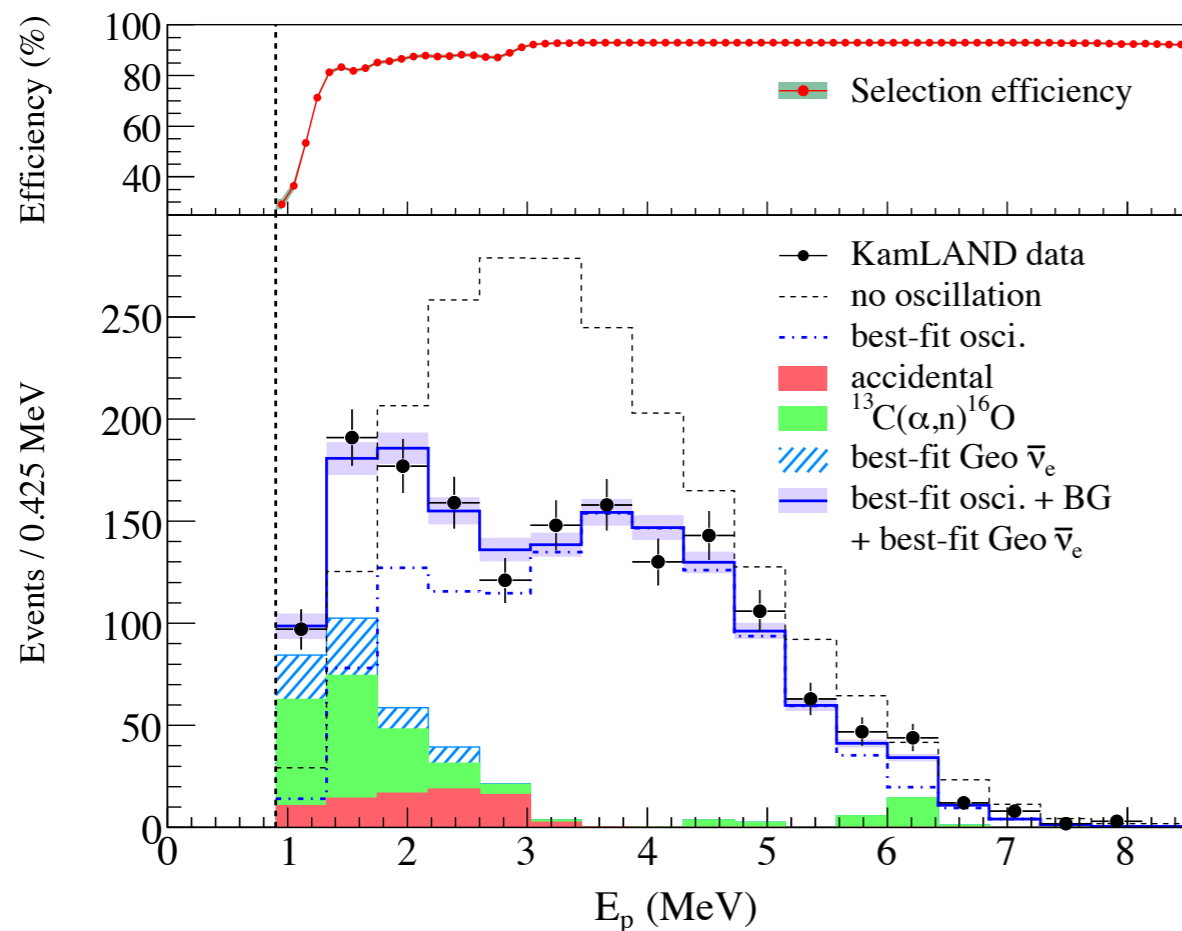 Efficiency (%)
100
80
60
40
Selection efficiency
Events / 0.425 MeV
250
200
150
100
50
0
KamLAND data
no oscillation
best-fit osci.
accidental
¹³C(α,n)¹⁶O
best-fit Geo ν̅ₑ
best-fit osci. + BG
+ best-fit Geo ν̅ₑ
0 1 2 3 4 5 6 7 8
Eₚ (MeV)